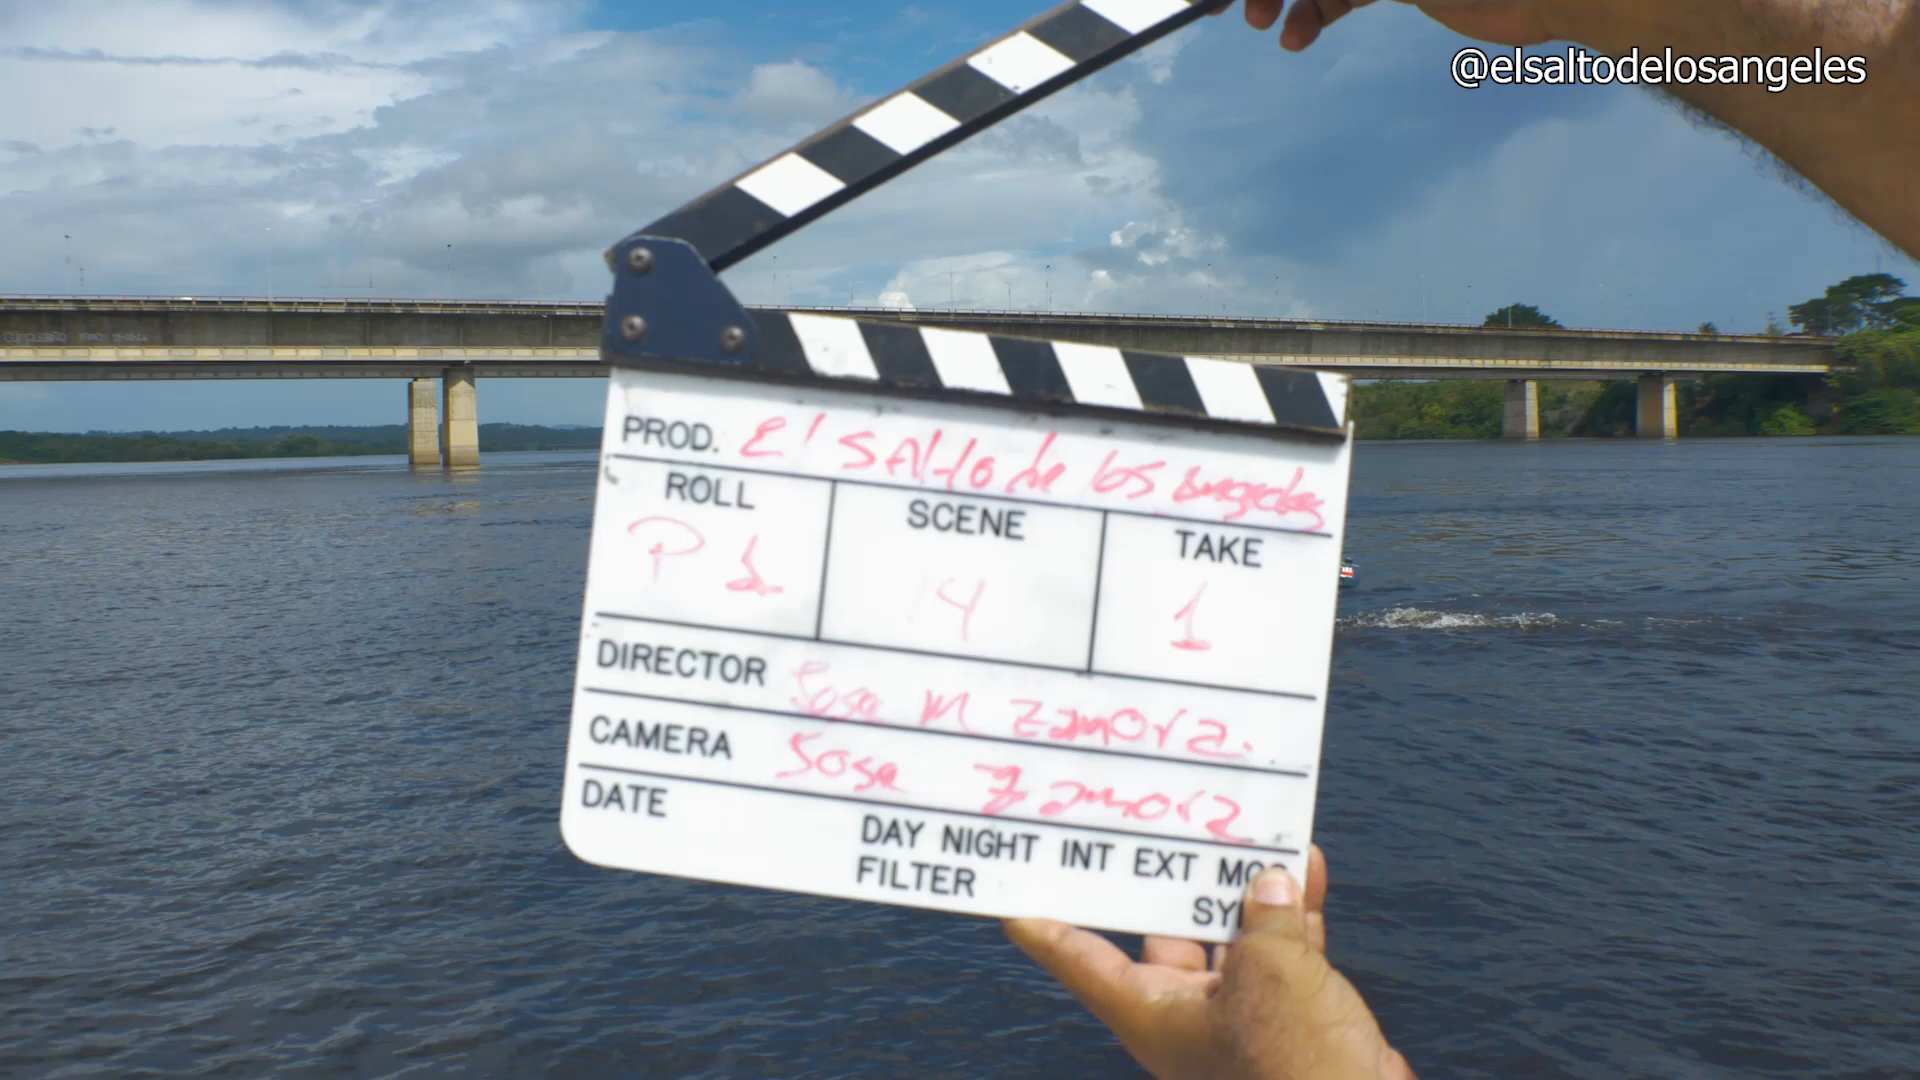 @elsaltodelosangeles
PROD. El Salto de los angeles
ROLL SCENE TAKE
P 1 4 1
DIRECTOR Sosa M Zamora.
CAMERA Sosa Zamora
DATE
DAY NIGHT INT EXT
FILTER